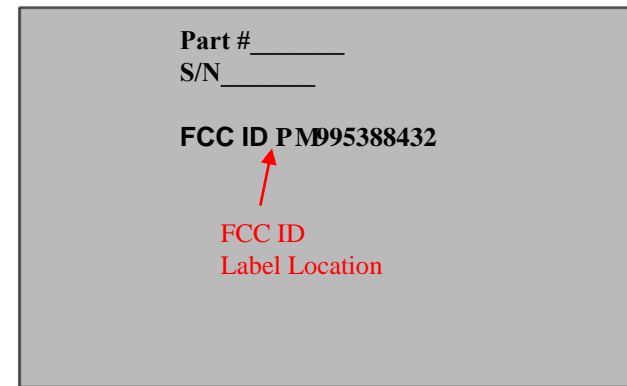 Part #_______
S/N_______
FCC ID PM995388432
FCC ID
Label Location